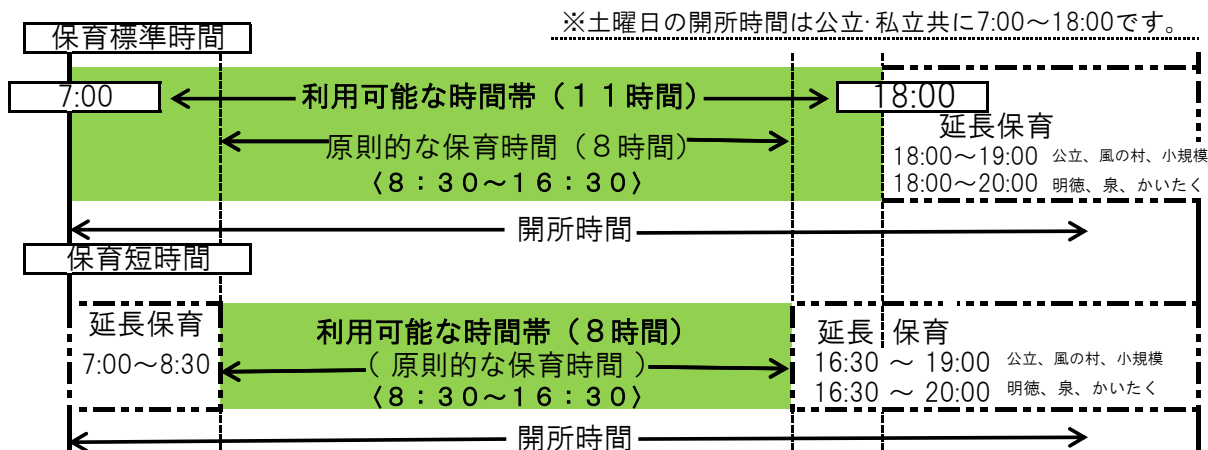 ※土曜日の開所時間は公立･私立共に7:00～18:00です。
保育標準時間
7:00
利用可能な時間帯（１１時間）
18:00
原則的な保育時間（８時間）
〈８：３０～１６：３０〉
延長保育
18:00～19:00 公立、風の村、小規模
18:00～20:00 明徳、泉、かいたく
開所時間
保育短時間
延長保育
7:00～8:30
利用可能な時間帯（８時間）
（ 原則的な保育時間 ）
〈８：３０～１６：３０〉
延長 保育
16:30 ～ 19:00 公立、風の村、小規模
16:30 ～ 20:00 明徳、泉、かいたく
開所時間